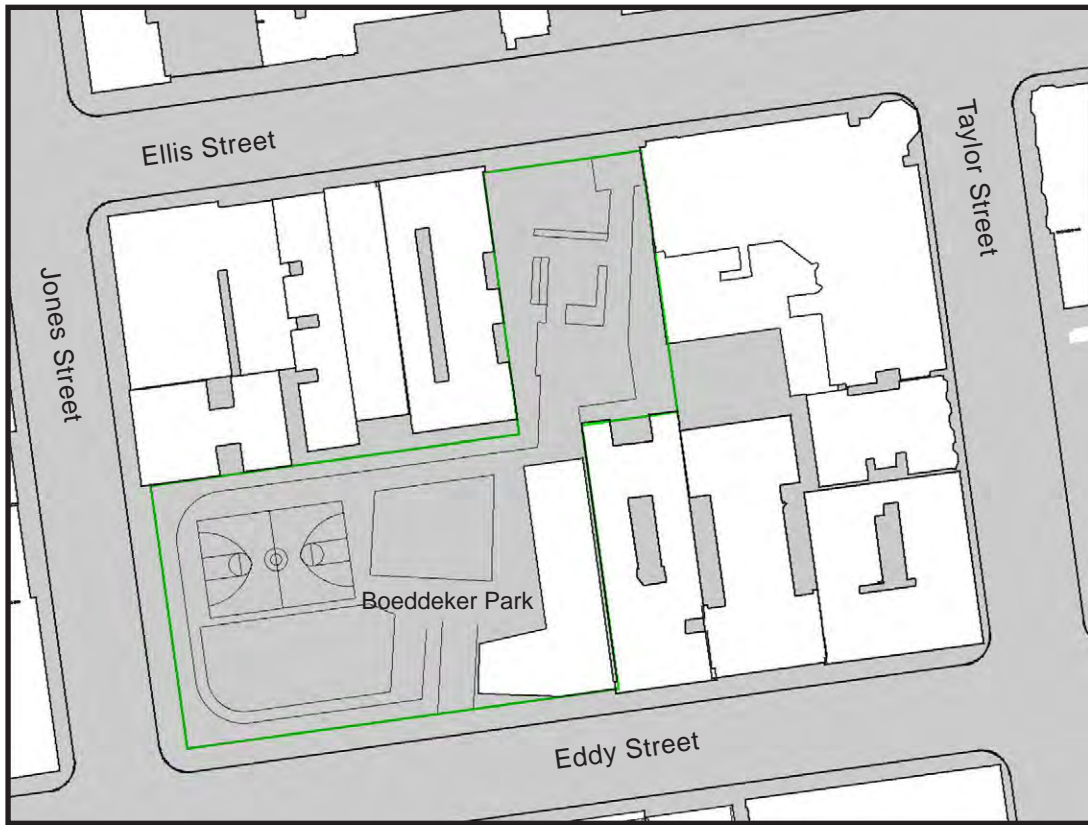 Ellis Street
Taylor Street
Jones Street
Boeddeker Park
Eddy Street